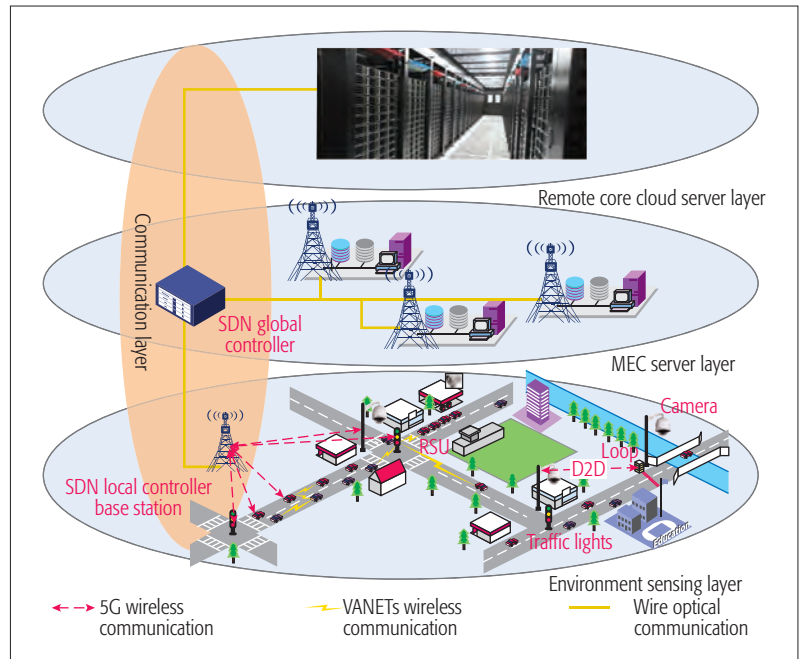 Remote core cloud server layer
Communication layer
SDN global
controller
MEC server layer
Camera
RSU
Loop
D2D
SDN local controller
base station
Traffic lights
Education
Environment sensing layer
5G wireless
communication
VANETs wireless
communication
Wire optical
communication